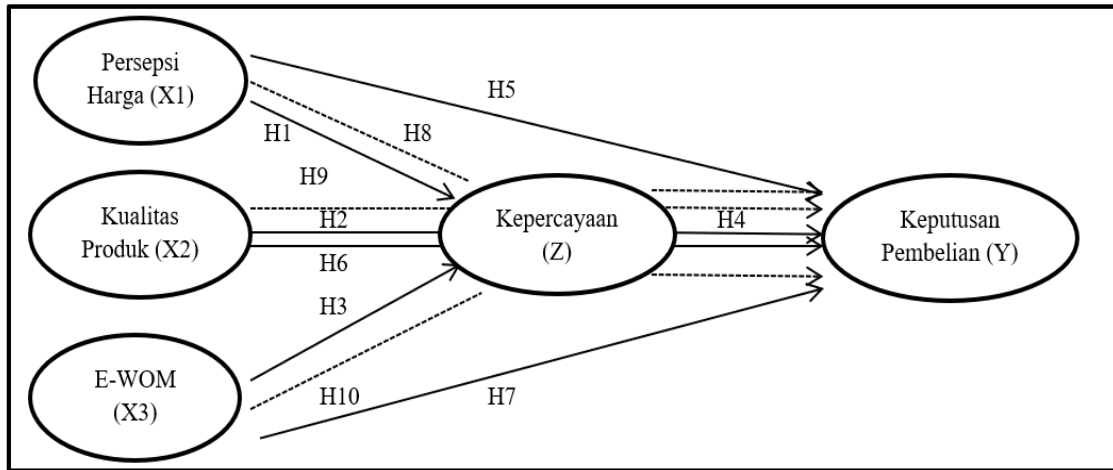 Persepsi
Harga (X1)
H5
H8
H1
H9
Kualitas
Produk (X2)
H2
Kepercayaan
(Z)
H4
Keputusan
Pembelian (Y)
H6
H3
E-WOM
(X3)
H10
H7